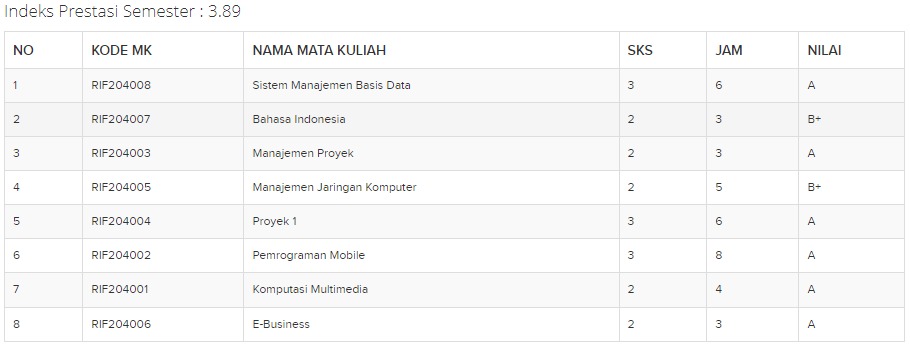 Indeks Prestasi Semester : 3.89
NO KODE MK NAMA MATA KULIAH SKS JAM NILAI
1 RIF204008 Sistem Manajemen Basis Data 3 6 A
2 RIF204007 Bahasa Indonesia 2 3 B+
3 RIF204003 Manajemen Proyek 2 3 A
4 RIF204005 Manajemen Jaringan Komputer 2 5 B+
5 RIF204004 Proyek 1 3 6 A
6 RIF204002 Pemrograman Mobile 3 8 A
7 RIF204001 Komputasi Multimedia 2 4 A
8 RIF204006 E-Business 2 3 A